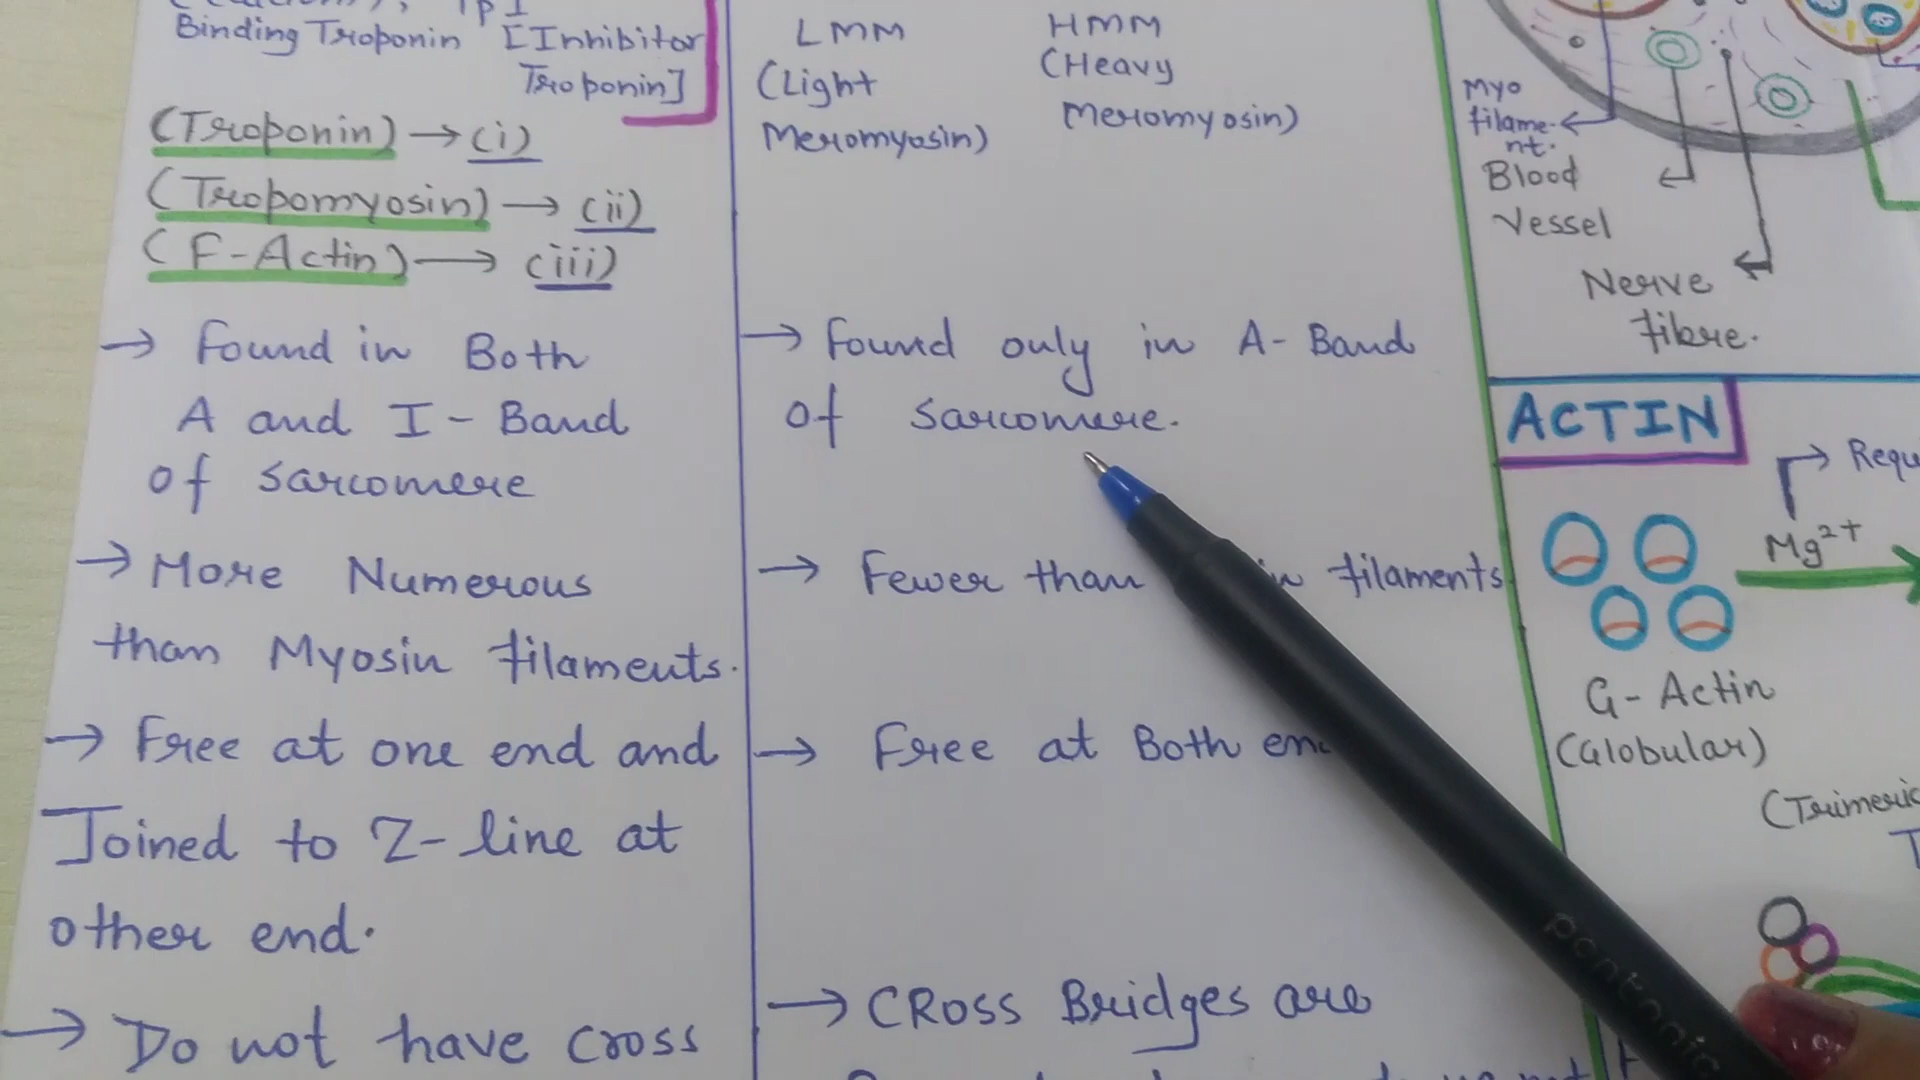 Binding Troponin [Inhibitor
Troponin]
(Troponin) → (i)
(Tropomyosin) → (ii)
(F-Actin) → (iii)
→ Found in Both
A and I-Band
of sarcomere
→ More Numerous
than Myosin filaments.
→ Free at one end and
Joined to Z-line at
other end.
→ Do not have cross
LMM
(Light
Meromyosin)
HMM
(Heavy
Meromyosin)
→ Found only in A-Band
of sarcomere.
→ Fewer than filaments
→ Free at Both
→ CROSS Bridges are
Myo
filame-
nt.
Blood
Vessel
Nerve
fibre.
ACTIN
Mg²⁺
G-Actin
(Globular)
pentonic